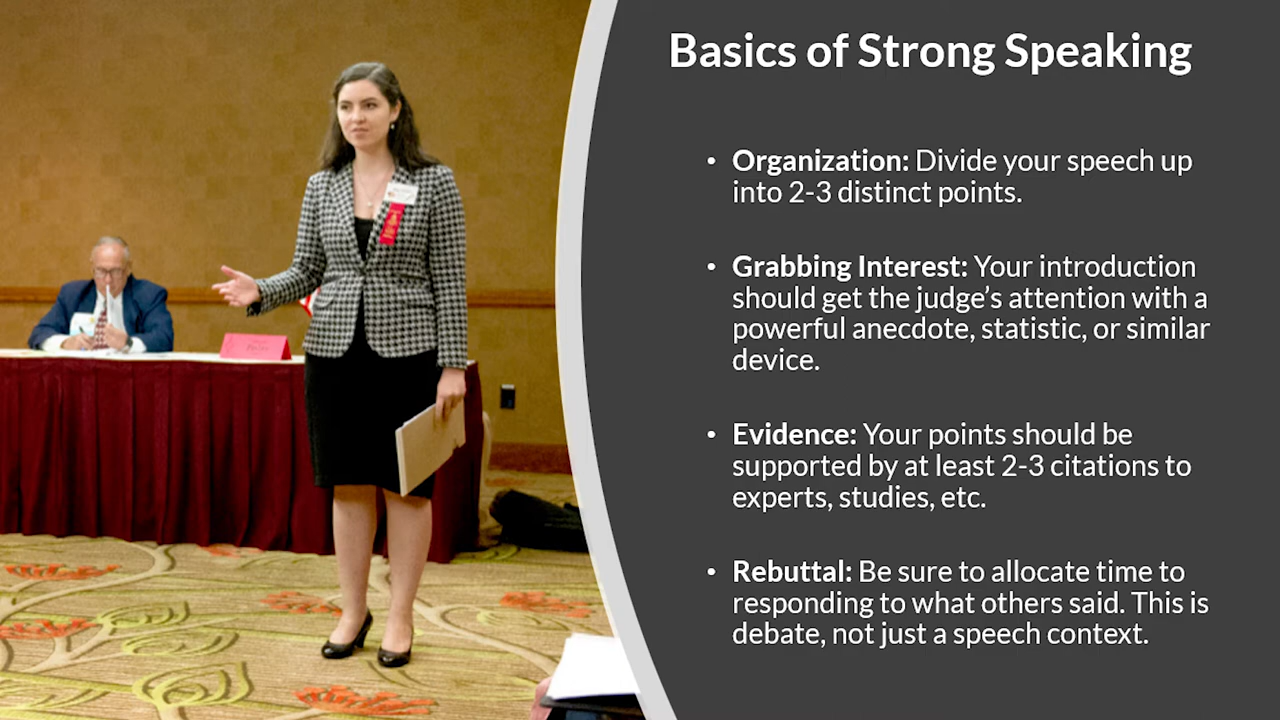 Basics of Strong Speaking
• Organization: Divide your speech up
into 2-3 distinct points.
• Grabbing Interest: Your introduction
should get the judge’s attention with a
powerful anecdote, statistic, or similar
device.
• Evidence: Your points should be
supported by at least 2-3 citations to
experts, studies, etc.
• Rebuttal: Be sure to allocate time to
responding to what others said. This is
debate, not just a speech context.